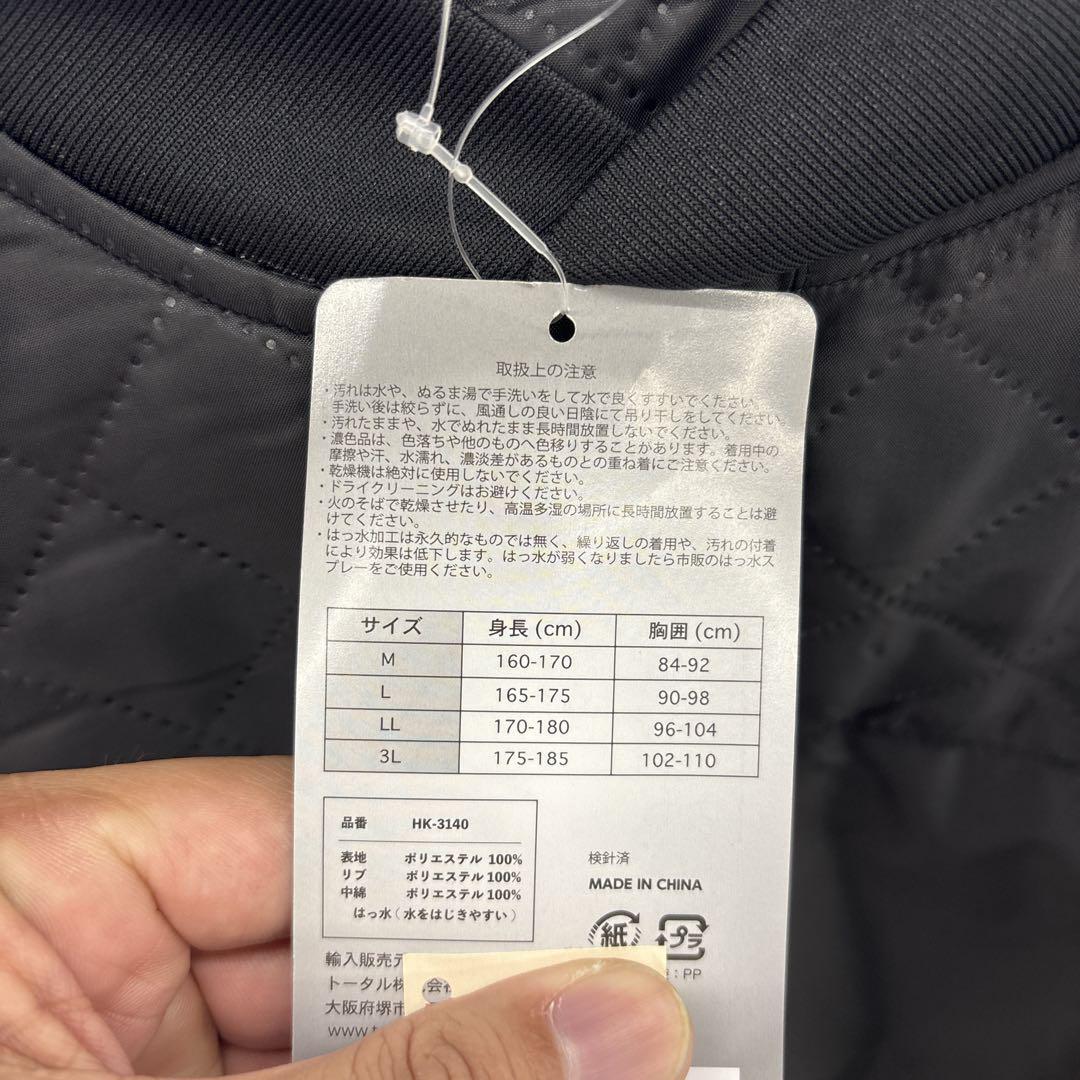 取扱上の注意
・汚れは水や、ぬるま湯で手洗いをして水で良くすすいでください。
手洗い後は絞らずに、風通しの良い日陰にて吊り干しをしてください。
・汚れたままや、水でぬれたまま長時間放置しないでください。
・濃色品は、色落ちや他のものへ色移りすることがあります。着用中の
摩擦や汗、水濡れ、濃淡差があるものとの重ね着にご注意ください。
・乾燥機は絶対に使用しないでください。
・ドライクリーニングはお避けください。
・火のそばで乾燥させたり、高温多湿の場所に長時間放置することは避
けてください。
・はっ水加工は永久的なものでは無く、繰り返しの着用や、汚れの付着
により効果は低下します。はっ水が弱くなりましたら市販のはっ水ス
プレーをご使用ください。
サイズ 身長 (cm) 胸囲 (cm)
M 160-170 84-92
L 165-175 90-98
LL 170-180 96-104
3L 175-185 102-110
品番 HK-3140
表地 ポリエステル 100%
リブ ポリエステル 100%
中綿 ポリエステル 100%
はっ水 ( 水をはじきやすい )
検針済
MADE IN CHINA
紙 プラ
: PP
輸入販売元
トータル株式会
大阪府堺市
www.